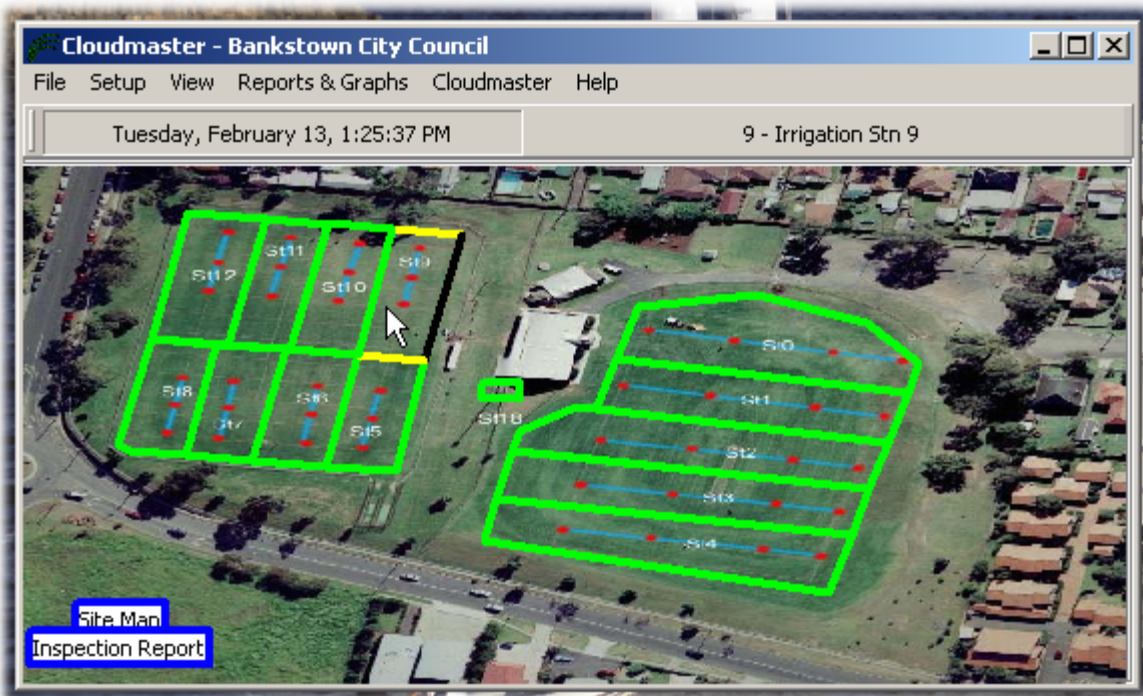 Cloudmaster - Bankstown City Council
File Setup View Reports & Graphs Cloudmaster Help
Tuesday, February 13, 1:25:37 PM 9 - Irrigation Stn 9
St12 St11 St10 St9
St8 St7 St6 St5
St18
St0
St1
St2
St3
St4
Site Map
Inspection Report